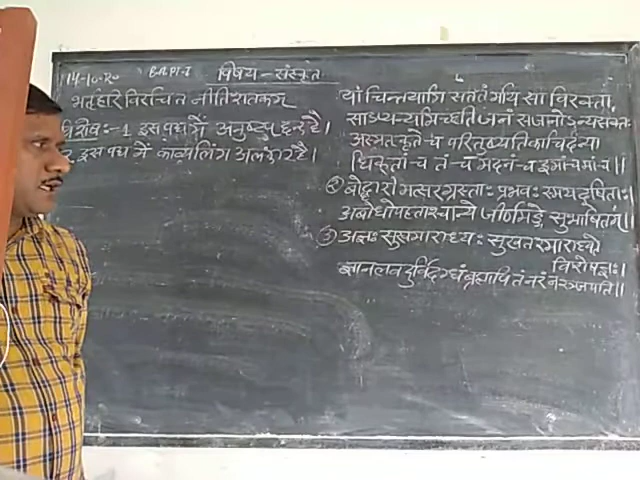 14-10-20 B.A. PT-I विषय - संस्कृत
भर्तृहरि विरचित नीतिशतकम्
विशेष:-1 इस पद्य में अनुष्टुप् छन्द है।
2. इस पद्य में काव्यलिंग अलंकार है।
यां चिन्तयामि सततं मयि सा विरक्ता,
साऽप्यन्यमिच्छति जनं स जनोऽन्यसक्तः
अस्मत्कृते च परितुष्यति काचिदन्या
धिक् तां च तं च मदनं च इमां च मां च॥
② बोद्धारो मत्सरग्रस्ताः प्रभवः स्मयदूषिताः
अबोधोपहताश्चान्ये जीर्णमङ्गे सुभाषितम्॥
③ अज्ञः सुखमाराध्यः सुखतरमाराध्यते
विशेषज्ञः।
ज्ञानलवदुर्विदग्धं ब्रह्मापि तं नरं न रञ्जयति॥